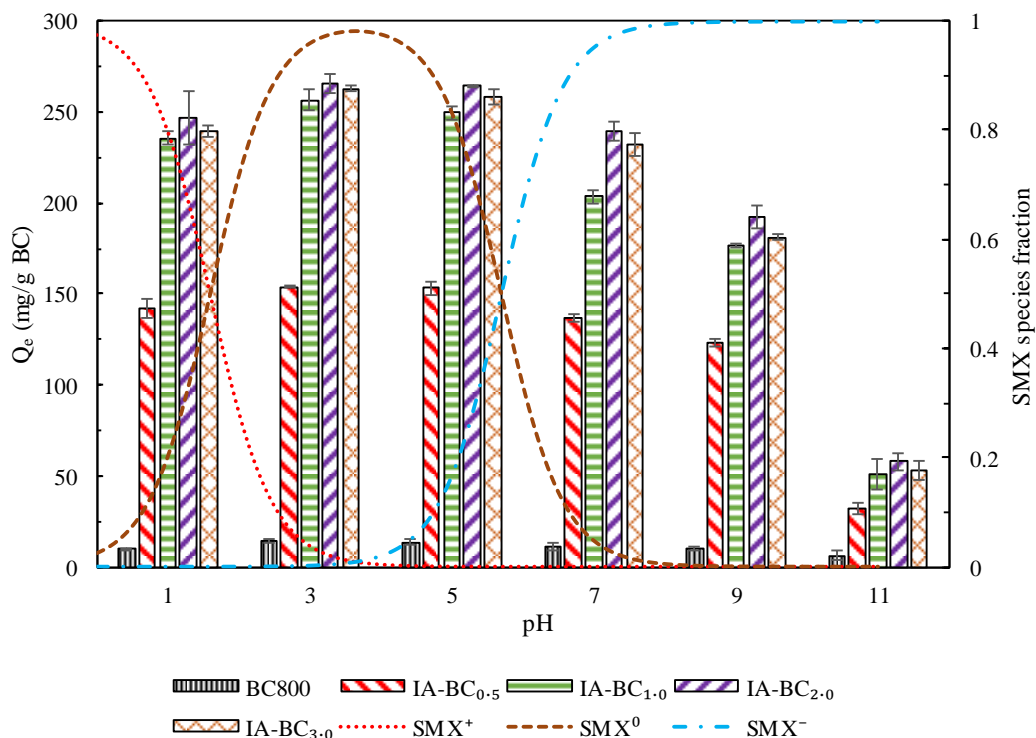 300
250
200
150
100
50
0
Qₑ (mg/g BC)
1
0.8
0.6
0.4
0.2
0
SMX species fraction
1 3 5 7 9 11
pH
BC800 IA-BC₀.₅ IA-BC₁.₀ IA-BC₂.₀
IA-BC₃.₀ SMX⁺ SMX⁰ SMX⁻